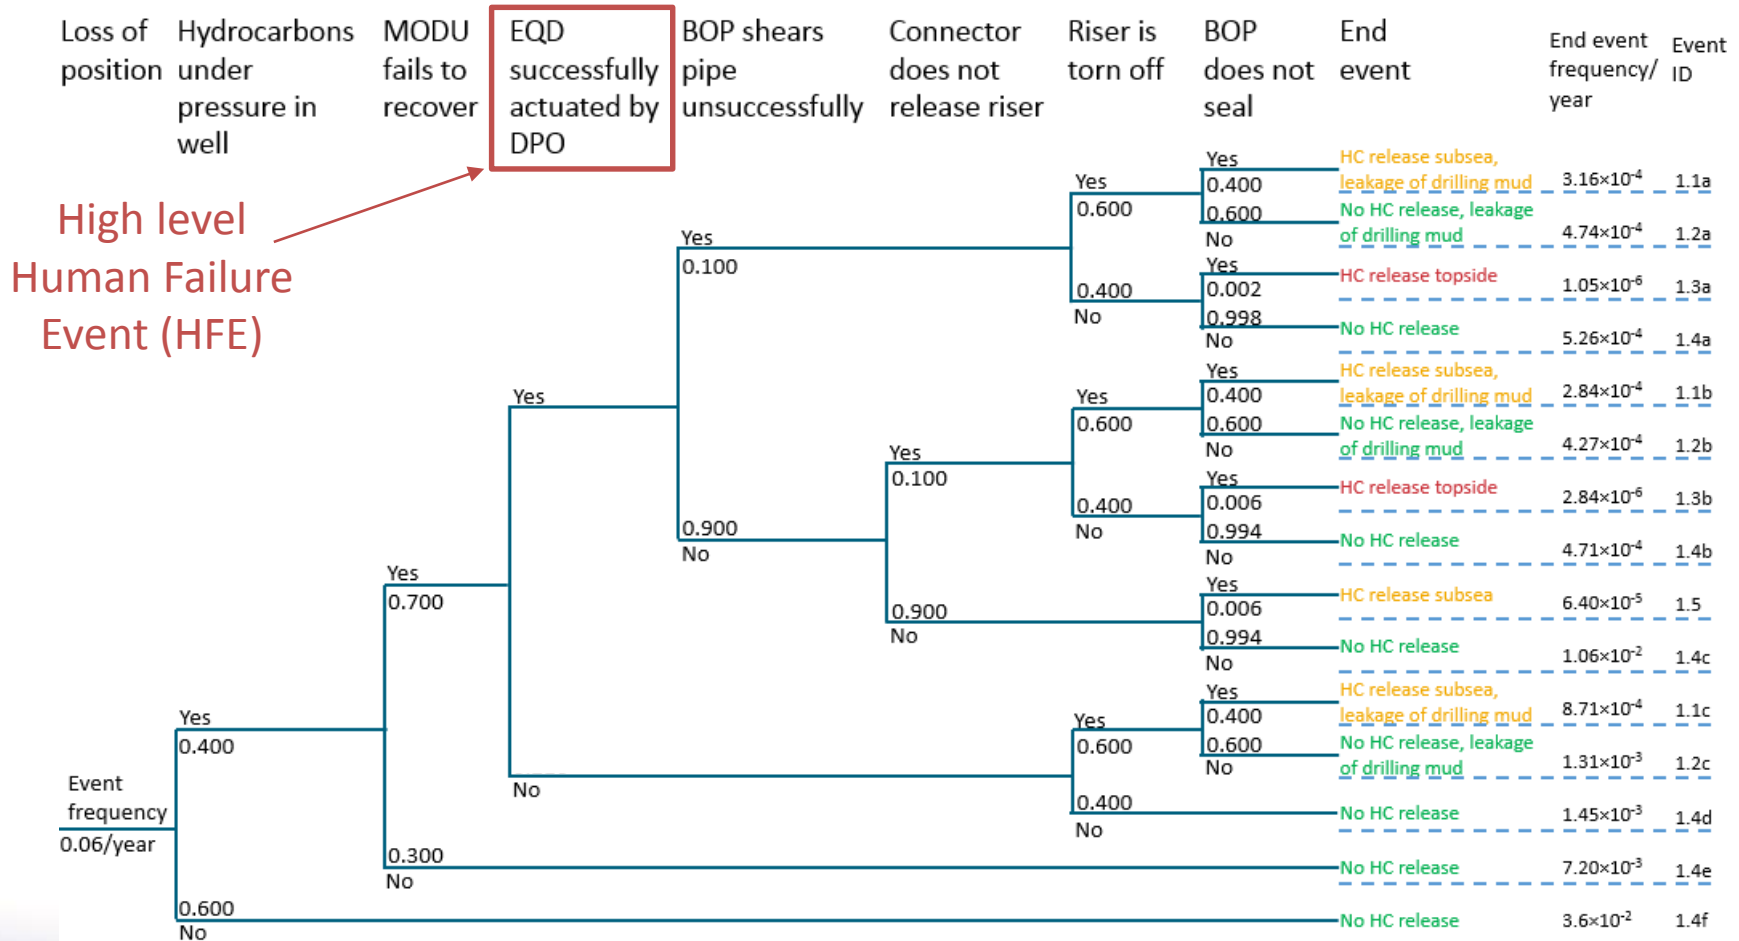 Loss of
position
Hydrocarbons
under
pressure in
well
MODU
fails to
recover
EQD
successfully
actuated by
DPO
BOP shears
pipe
unsuccessfully
Connector
does not
release riser
Riser is
torn off
BOP
does not
seal
End
event
End event
frequency/
year
Event
ID
High level
Human Failure
Event (HFE)
Event
frequency
0.06/year
Yes
0.400
0.600
No
Yes
0.700
0.300
No
Yes
No
Yes
0.100
0.900
No
Yes
0.100
0.900
No
Yes
0.600
0.400
No
Yes
0.600
0.400
No
Yes
0.600
0.400
No
Yes
0.400
0.600
No
Yes
0.002
0.998
No
Yes
0.400
0.600
No
Yes
0.006
0.994
No
Yes
0.006
0.994
No
Yes
0.400
0.600
No
HC release subsea,
leakage of drilling mud 3.16×10⁻⁴ 1.1a
No HC release, leakage
of drilling mud 4.74×10⁻⁴ 1.2a
HC release topside 1.05×10⁻⁶ 1.3a
No HC release 5.26×10⁻⁴ 1.4a
HC release subsea,
leakage of drilling mud 2.84×10⁻⁴ 1.1b
No HC release, leakage
of drilling mud 4.27×10⁻⁴ 1.2b
HC release topside 2.84×10⁻⁶ 1.3b
No HC release 4.71×10⁻⁴ 1.4b
HC release subsea 6.40×10⁻⁵ 1.5
No HC release 1.06×10⁻² 1.4c
HC release subsea,
leakage of drilling mud 8.71×10⁻⁴ 1.1c
No HC release, leakage
of drilling mud 1.31×10⁻³ 1.2c
No HC release 1.45×10⁻³ 1.4d
No HC release 7.20×10⁻³ 1.4e
No HC release 3.6×10⁻² 1.4f